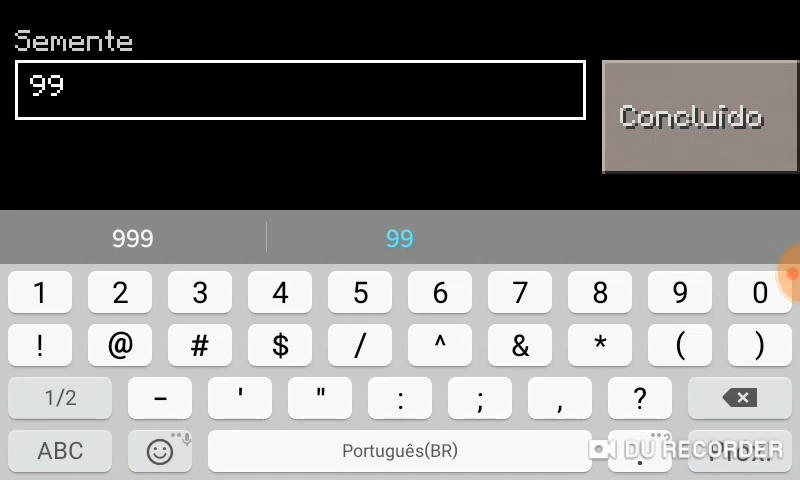 Semente
99
Concluído
999 99
1 2 3 4 5 6 7 8 9 0
! @ # $ / ^ & * ( )
1/2 - ' " : ; , ?
ABC Português(BR) . Próx.
DU RECORDER